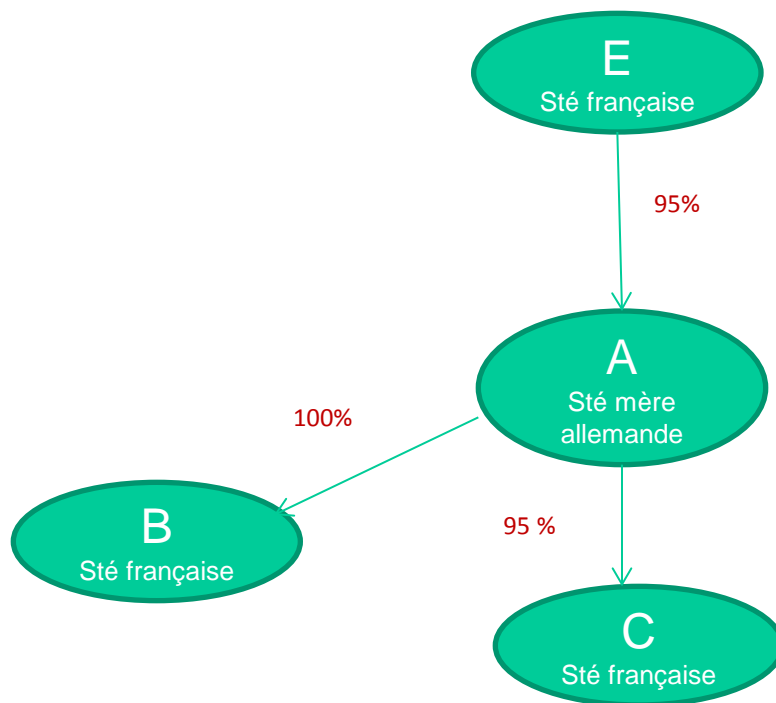 E
Sté française
95%
A
Sté mère
allemande
100%
B
Sté française
95 %
C
Sté française